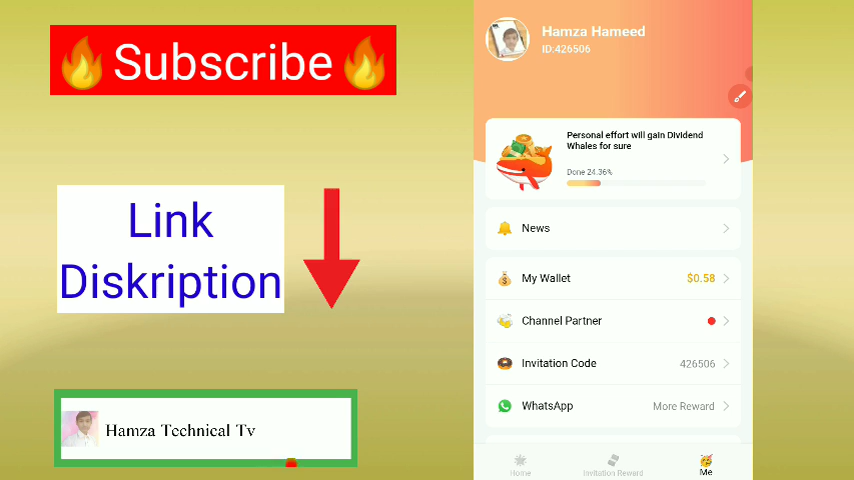 Subscribe
Link
Diskription
Hamza Technical Tv
Hamza Hameed
ID:426506
Personal effort will gain Dividend
Whales for sure
Done 24.36%
News
My Wallet $0.58
Channel Partner
Invitation Code 426506
WhatsApp More Reward
Home Invitation Reward Me